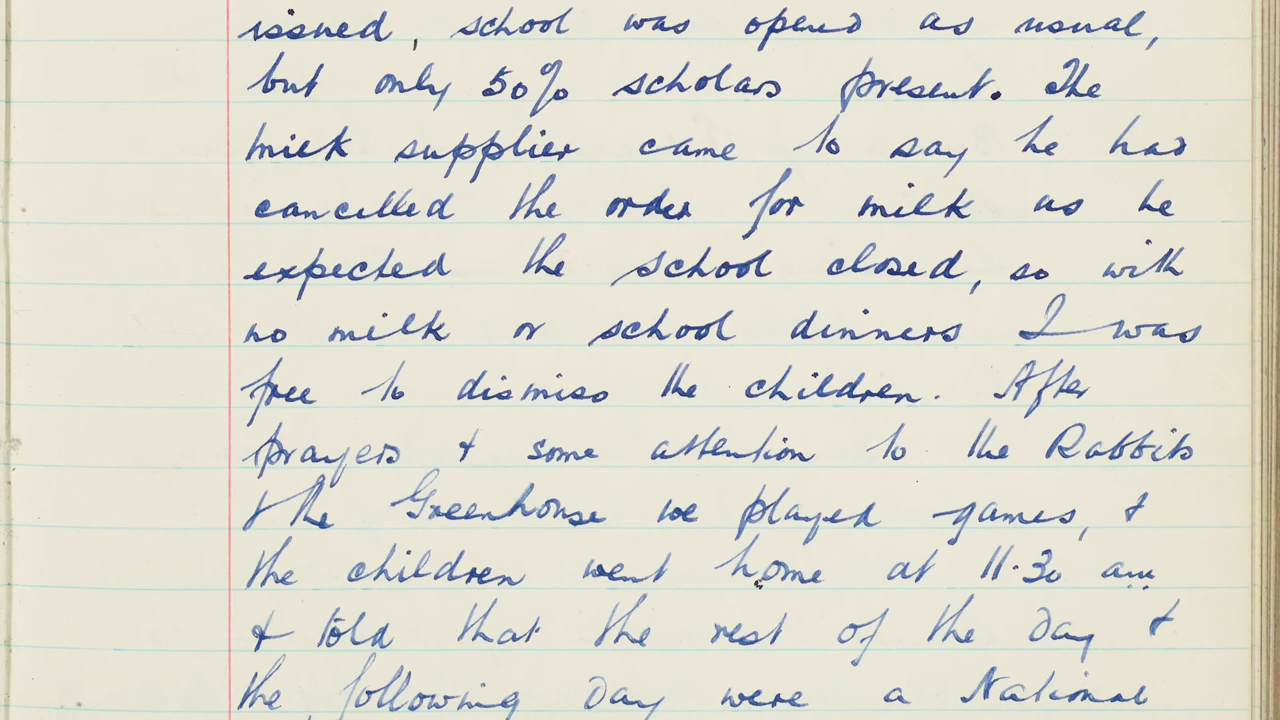 issued, school was opened as usual,
but only 50% scholars present. The
milk supplier came to say he had
cancelled the order for milk as he
expected the school closed, so with
no milk or school dinners I was
free to dismiss the children. After
prayers & some attention to the Rabbits
& the Greenhouse we played games, &
the children went home at 11.30 am
& told that the rest of the Day &
the following Day were a National